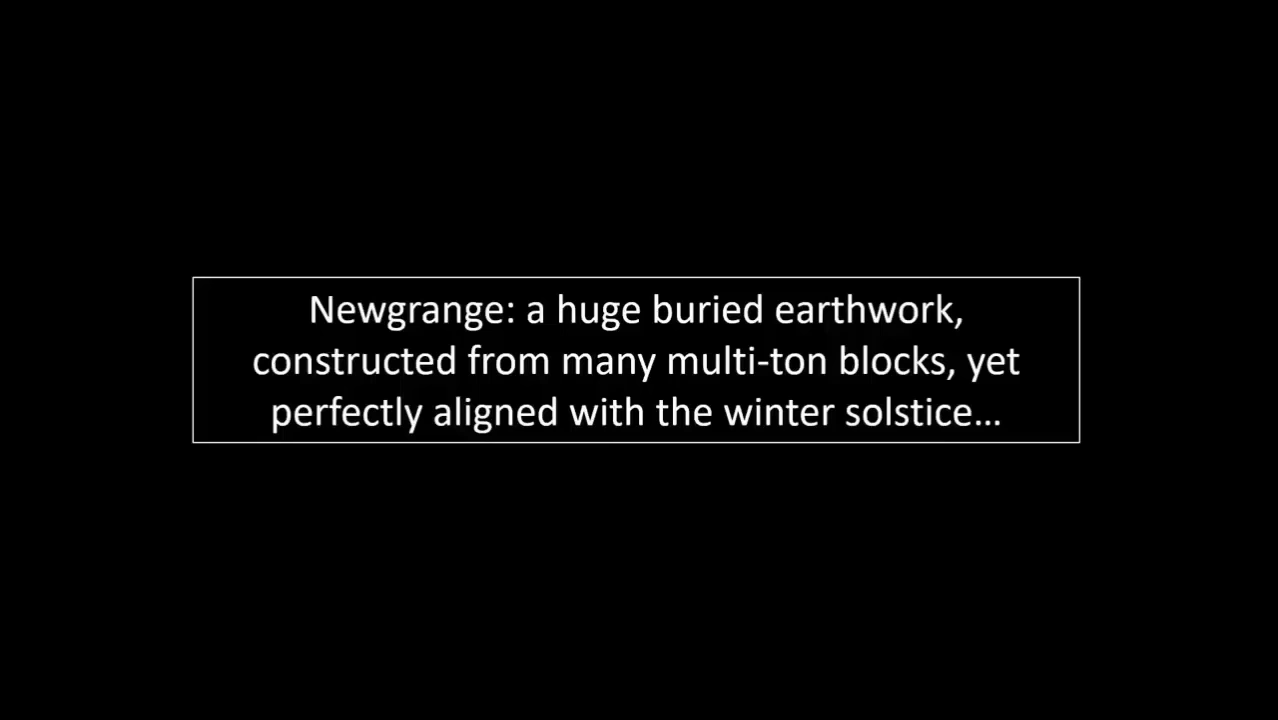 Newgrange: a huge buried earthwork,
constructed from many multi-ton blocks, yet
perfectly aligned with the winter solstice…